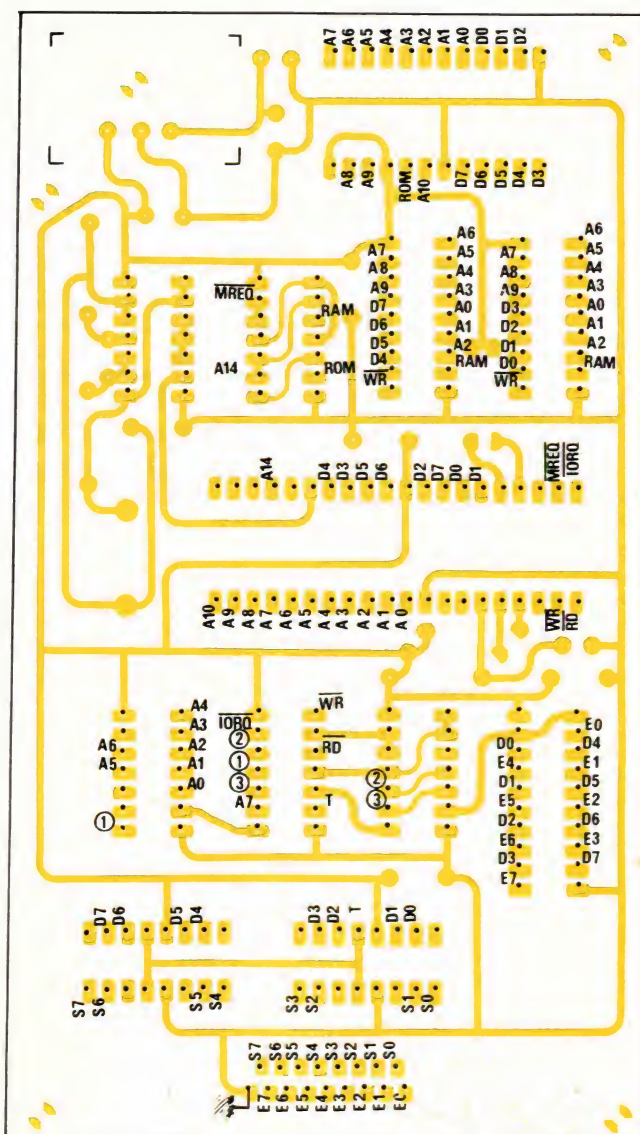 A7 A6 A5 A4 A3 A2 A1 A0 D0 D1 D2
A8 A9 ROM A10 D7 D6 D5 D4 D3
MREQ RAM
A14 ROM
A7 A8 A9 D7 D6 D5 D4 WR
A6 A5 A4 A3 A0 A1 A2 RAM
A7 A8 A9 D3 D2 D1 D0 WR
A6 A5 A4 A3 A0 A1 A2 RAM
A14 D4 D3 D5 D6 D2 D7 D0 D1 MREQ IORQ
A10 A9 A8 A7 A6 A5 A4 A3 A2 A1 A0 WR RD
A6 A5 ①
A4 A3 A2 A1 A0
IORQ ② ① ③ A7
WR RD T
② ③
D0 E4 D1 E5 D2 E6 D3 E7
E0 D4 E1 D5 E2 D6 E3 D7
D7 D6 D5 D4 D3 D2 T D1 D0
S7 S6 S5 S4 S3 S2 S1 S0
S7 S6 S5 S4 S3 S2 S1 S0
E7 E6 E5 E4 E3 E2 E1 E0